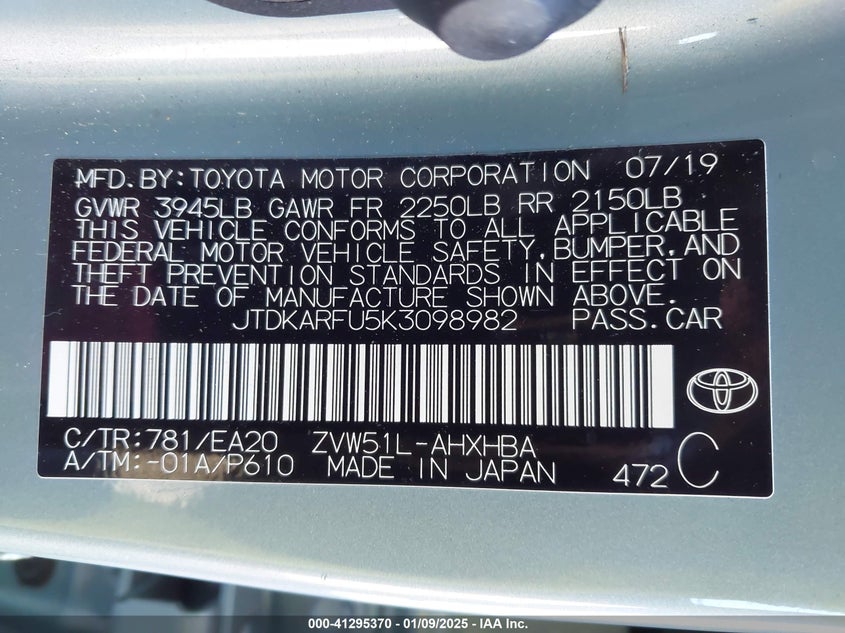 MFD.BY:TOYOTA MOTOR CORPORATION 07/19
GVWR 3945LB GAWR FR 2250LB RR 2150LB
THIS VEHICLE CONFORMS TO ALL APPLICABLE
FEDERAL MOTOR VEHICLE SAFETY,BUMPER,AND
THEFT PREVENTION STANDARDS IN EFFECT ON
THE DATE OF MANUFACTURE SHOWN ABOVE.
JTDKARFU5K3098982 PASS.CAR
C/TR:781/EA20 ZVW51L-AHXHBA
A/TM:-01A/P610 MADE IN JAPAN 472 C
000-41295370 - 01/09/2025 - IAA Inc.